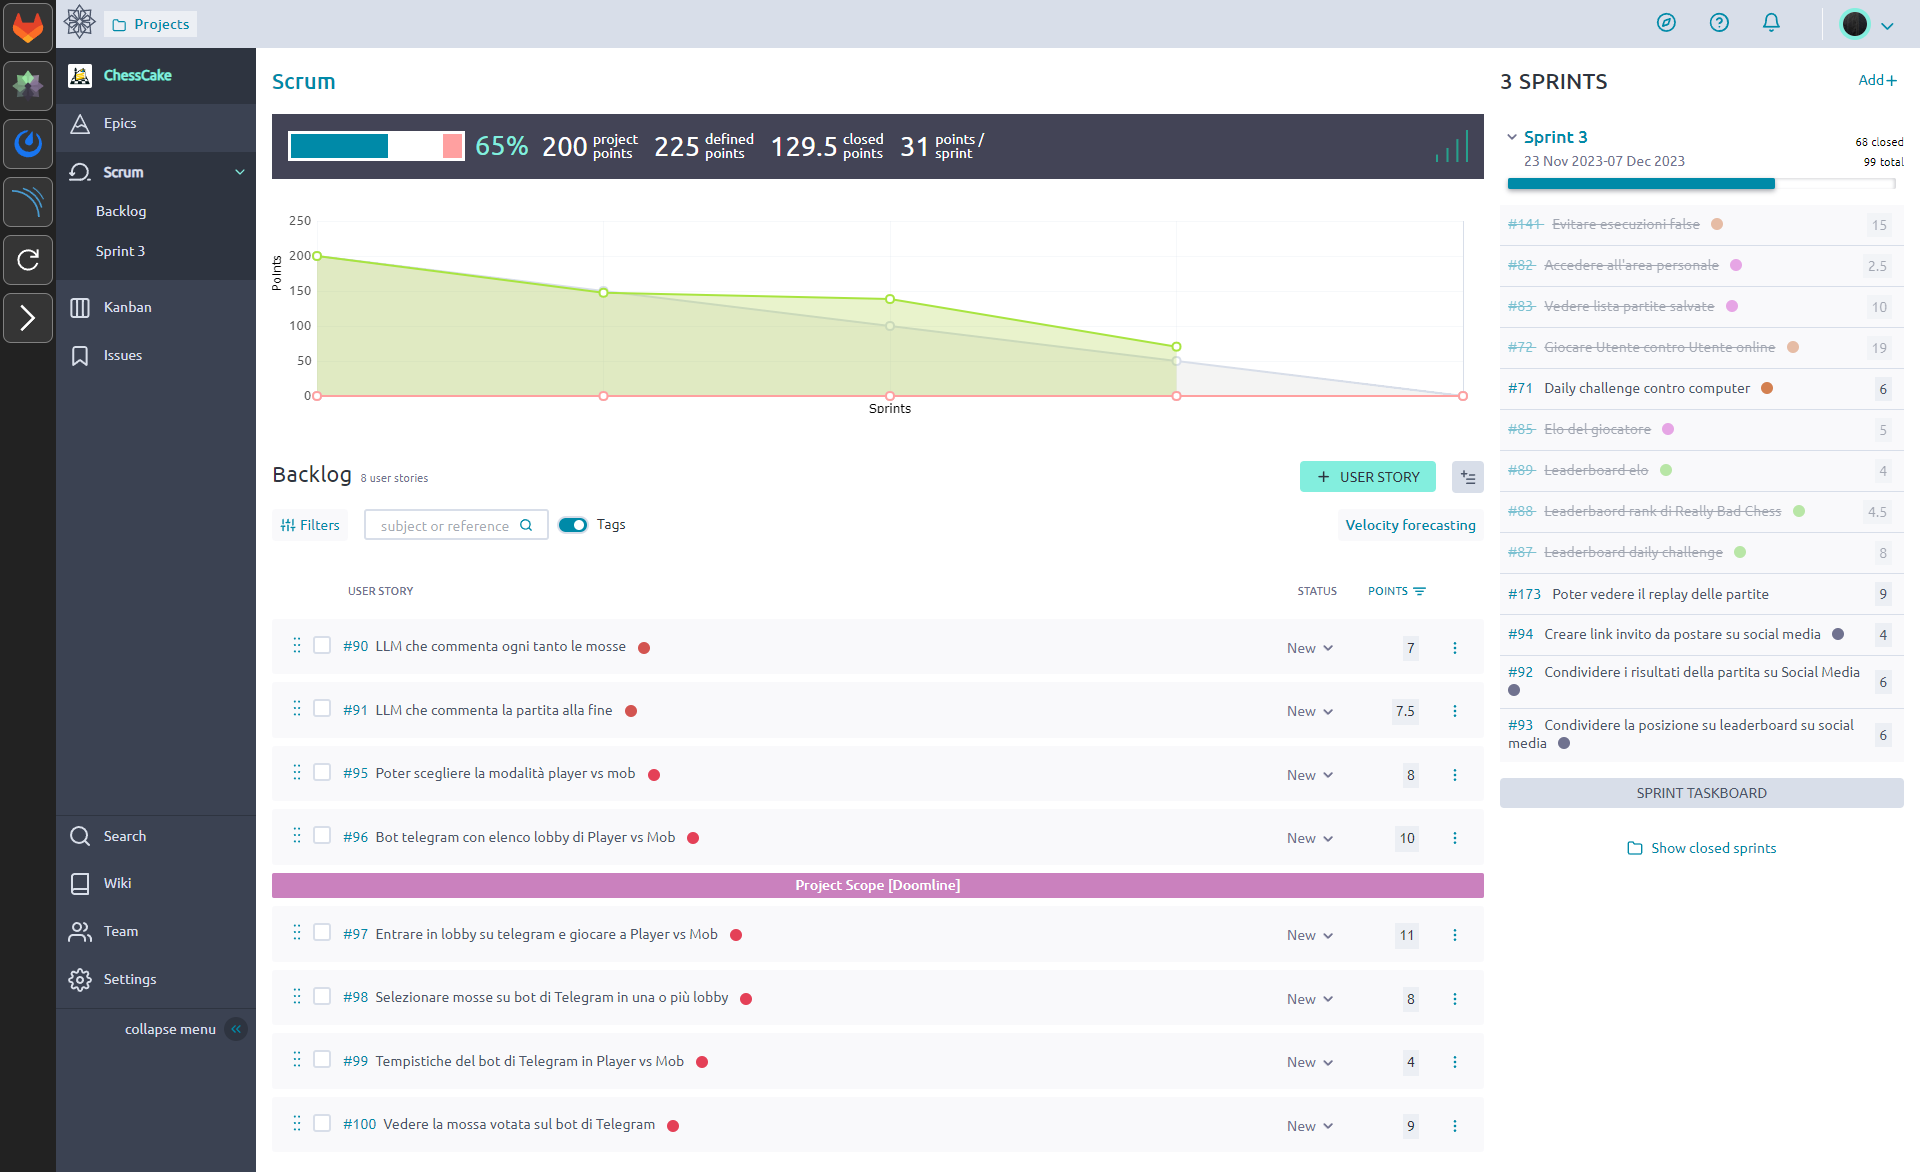 Projects
ChessCake
Epics
Scrum
Backlog
Sprint 3
Kanban
Issues
Search
Wiki
Team
Settings
collapse menu
Scrum
65% 200 project points 225 defined points 129.5 closed points 31 points / sprint
250
200
150
100
50
0
Points
Sprints
Backlog 8 user stories
+ USER STORY
Filters
subject or reference
Tags
Velocity forecasting
USER STORY STATUS POINTS
#90 LLM che commenta ogni tanto le mosse New 7
#91 LLM che commenta la partita alla fine New 7.5
#95 Poter scegliere la modalità player vs mob New 8
#96 Bot telegram con elenco lobby di Player vs Mob New 10
Project Scope [Doomline]
#97 Entrare in lobby su telegram e giocare a Player vs Mob New 11
#98 Selezionare mosse su bot di Telegram in una o più lobby New 8
#99 Tempistiche del bot di Telegram in Player vs Mob New 4
#100 Vedere la mossa votata sul bot di Telegram New 9
3 SPRINTS
Add+
Sprint 3
68 closed
23 Nov 2023-07 Dec 2023
99 total
#141 Evitare esecuzioni false 15
#82 Accedere all'area personale 2.5
#83 Vedere lista partite salvate 10
#72 Giocare Utente contro Utente online 19
#71 Daily challenge contro computer 6
#85 Elo del giocatore 5
#89 Leaderboard elo 4
#88 Leaderbaord rank di Really Bad Chess 4.5
#87 Leaderboard daily challenge 8
#173 Poter vedere il replay delle partite 9
#94 Creare link invito da postare su social media 4
#92 Condividere i risultati della partita su Social Media 6
#93 Condividere la posizione su leaderboard su social
media 6
SPRINT TASKBOARD
Show closed sprints